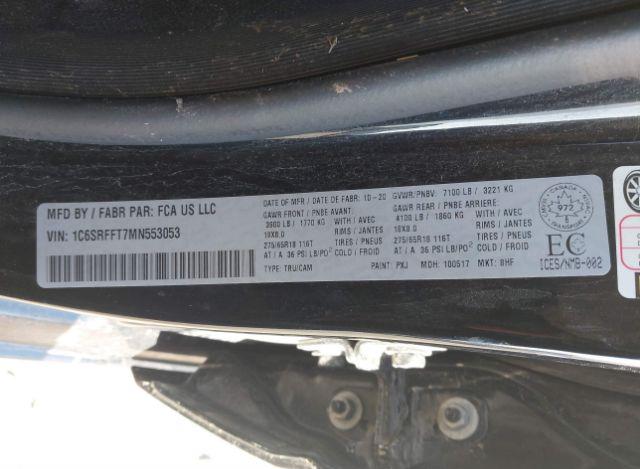 MFD BY / FABR PAR: FCA US LLC
VIN: 1C6SRFFT7MN553053
DATE OF MFR / DATE DE FABR: 10-20 GVWR/PNBV: 7100 LB / 3221 KG
GAWR FRONT / PNBE AVANT: GAWR REAR / PNBE ARRIERE:
3900 LB / 1770 KG WITH / AVEC 4100 LB / 1860 KG WITH / AVEC
18X8.0 RIMS / JANTES 18X8.0 RIMS / JANTES
275/65R18 116T TIRES / PNEUS 275/65R18 116T TIRES / PNEUS
AT / A 36 PSI LB/PO² COLD / FROID AT / A 36 PSI LB/PO² COLD / FROID
TYPE: TRU/CAM PAINT: PXJ MDH: 100517 MKT: BHF
CANADA
972
TRANSPORT
EC
ICES/NMB-002